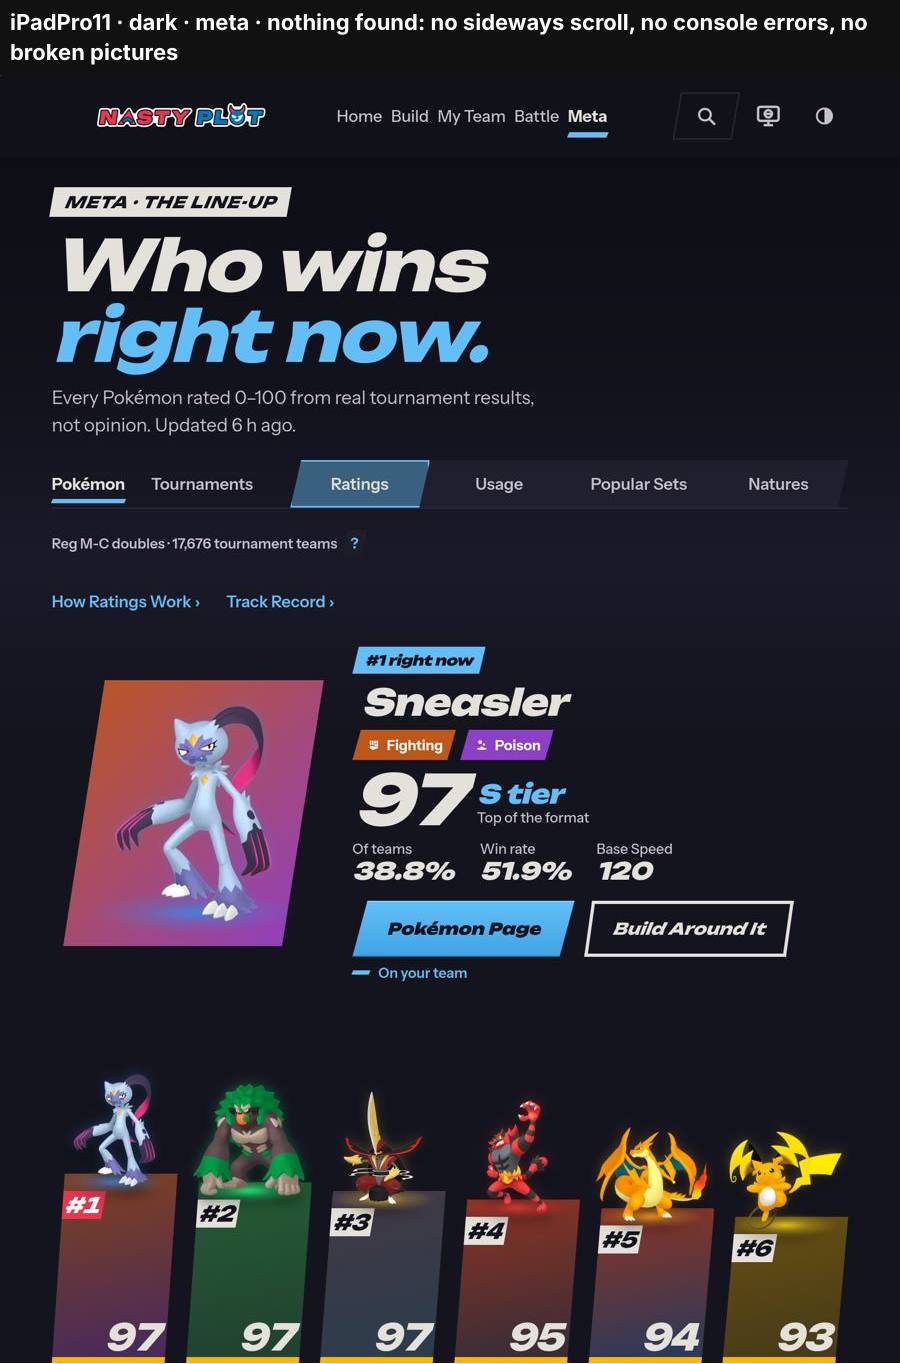 iPadPro11 · dark · meta · nothing found: no sideways scroll, no console errors, no
broken pictures
NASTY PLOT
Home Build My Team Battle Meta
META · THE LINE-UP
Who wins
right now.
Every Pokémon rated 0–100 from real tournament results,
not opinion. Updated 6 h ago.
Pokémon Tournaments Ratings Usage Popular Sets Natures
Reg M-C doubles · 17,676 tournament teams ?
How Ratings Work › Track Record ›
#1 right now
Sneasler
Fighting Poison
97 S tier
Top of the format
Of teams Win rate Base Speed
38.8% 51.9% 120
Pokémon Page Build Around It
On your team
#1 #2 #3 #4 #5 #6
97 97 97 95 94 93